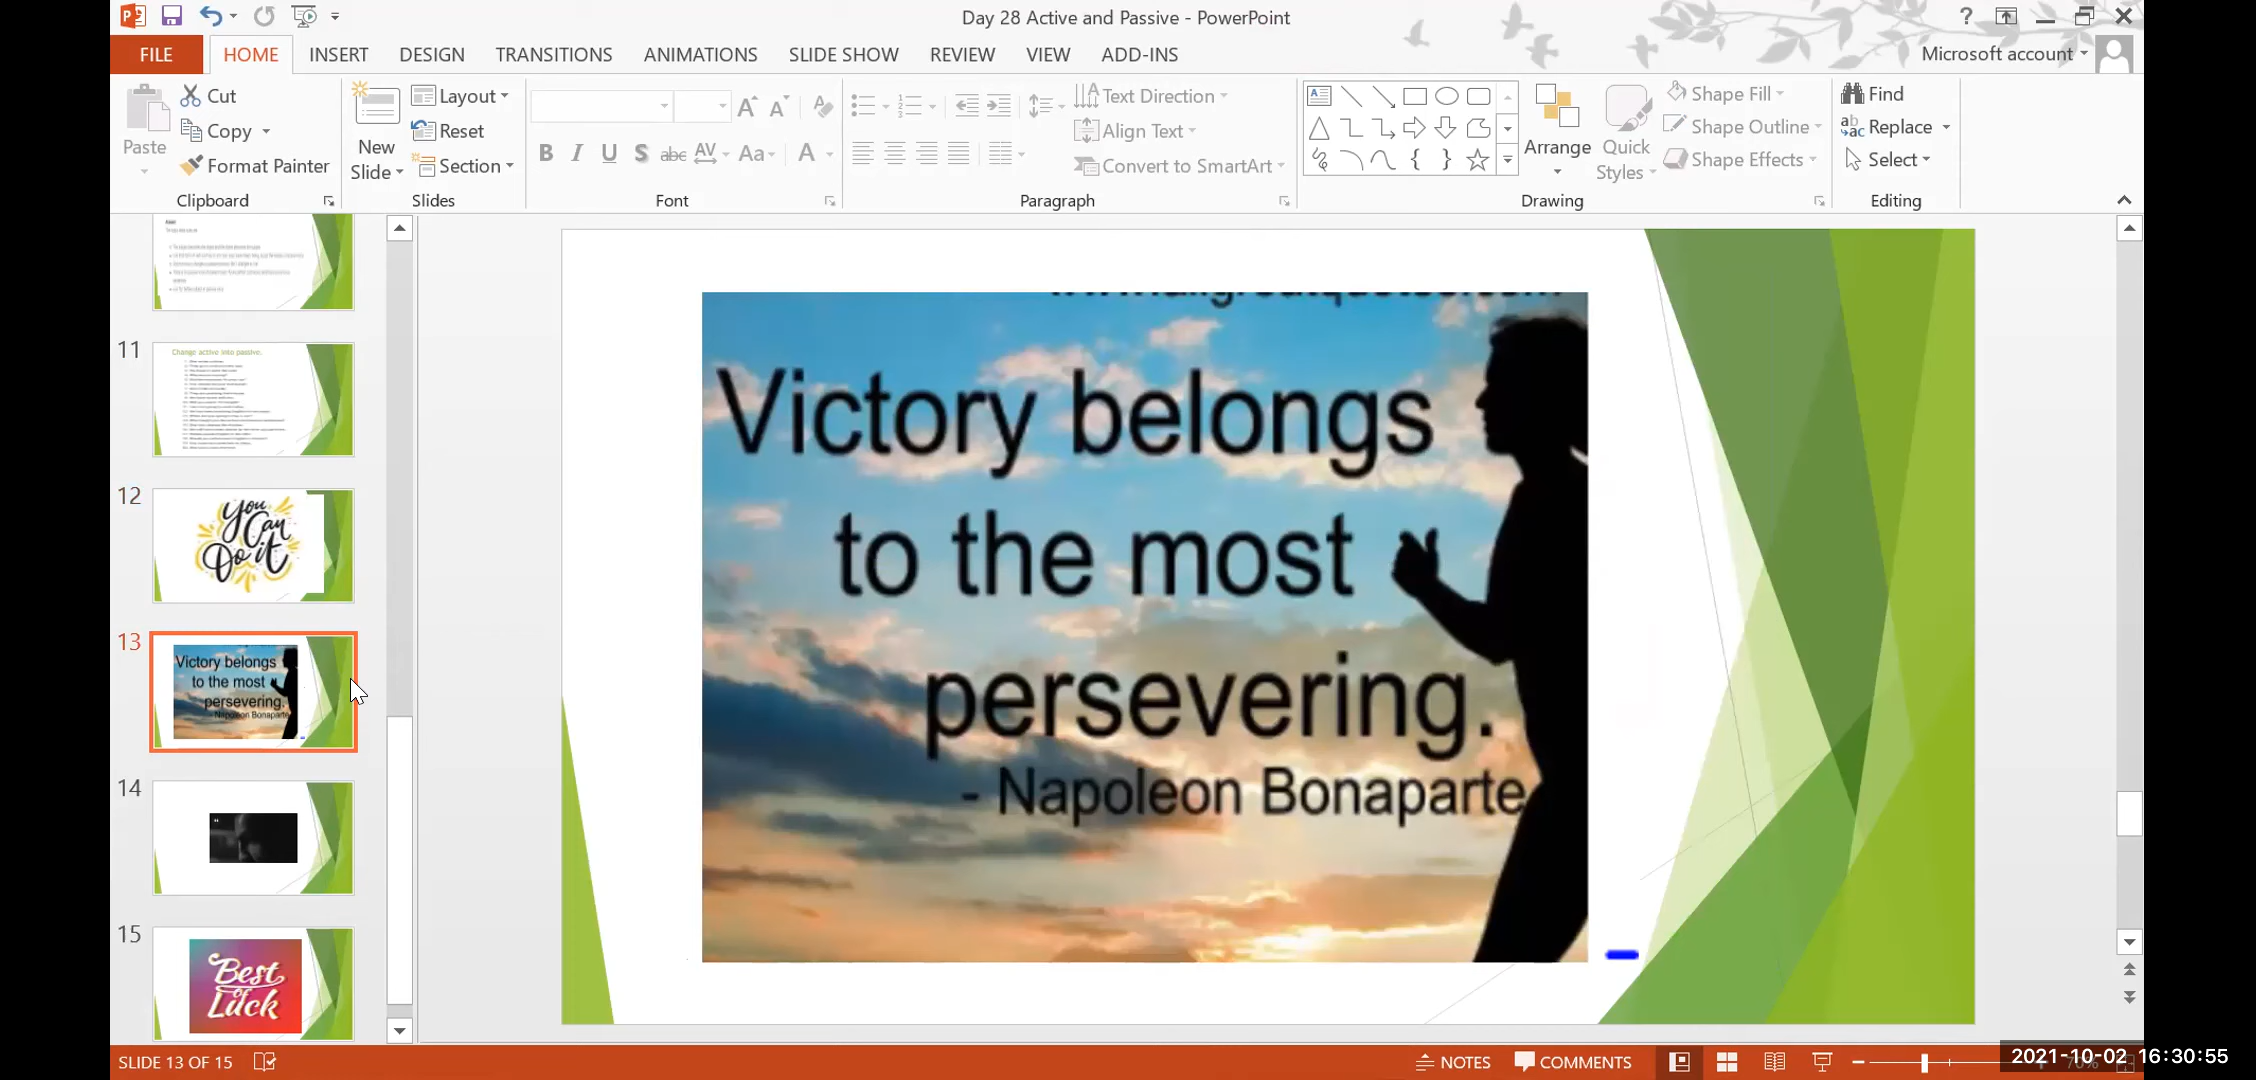 Day 28 Active and Passive - PowerPoint
FILE HOME INSERT DESIGN TRANSITIONS ANIMATIONS SLIDE SHOW REVIEW VIEW ADD-INS
Microsoft account
Paste
Cut
Copy
Format Painter
Clipboard
New
Slide
Layout
Reset
Section
Slides
Font
Text Direction
Align Text
Convert to SmartArt
Paragraph
Arrange
Quick
Styles
Shape Fill
Shape Outline
Shape Effects
Drawing
Find
Replace
Select
Editing
11
Change active into passive.
12
You
Can
Do it
13
Victory belongs
to the most
persevering.
- Napoleon Bonaparte
14
15
Best
of
Luck
Victory belongs
to the most
persevering.
- Napoleon Bonaparte
SLIDE 13 OF 15
NOTES
COMMENTS
2021-10-02 16:30:55